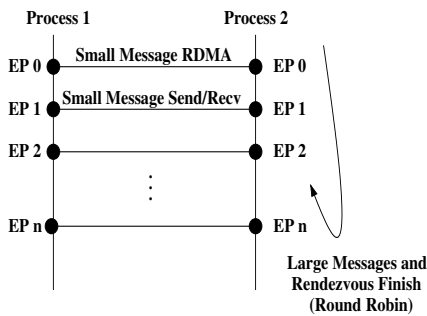 Process 1 Process 2
Small Message RDMA
EP 0 EP 0
Small Message Send/Recv
EP 1 EP 1
EP 2 EP 2
EP n EP n
Large Messages and
Rendezvous Finish
(Round Robin)